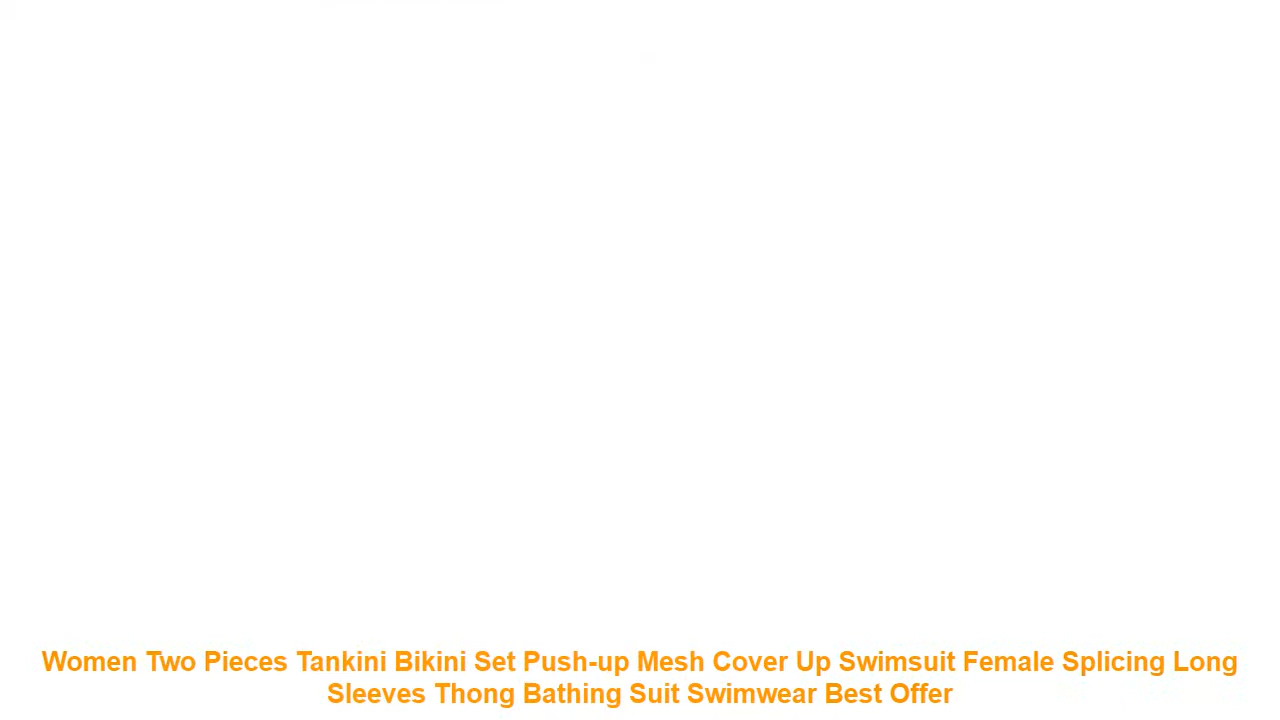 Women Two Pieces Tankini Bikini Set Push-up Mesh Cover Up Swimsuit Female Splicing Long
Sleeves Thong Bathing Suit Swimwear Best Offer